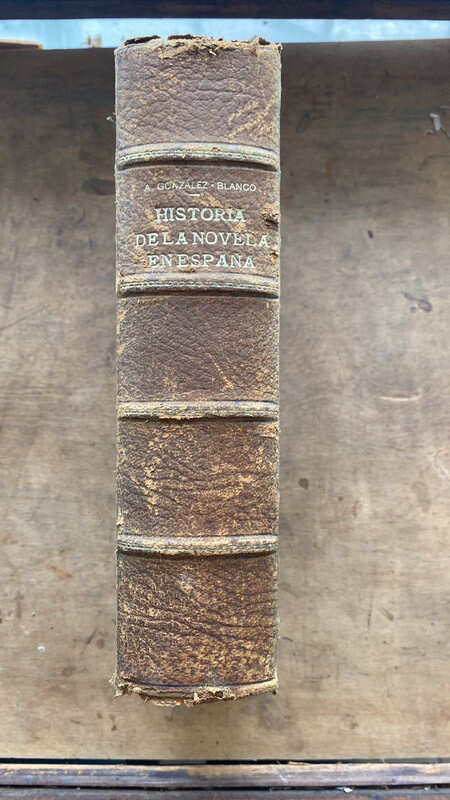 A. GONZALEZ - BLANCO
HISTORIA
DE LA NOVELA
EN ESPAÑA